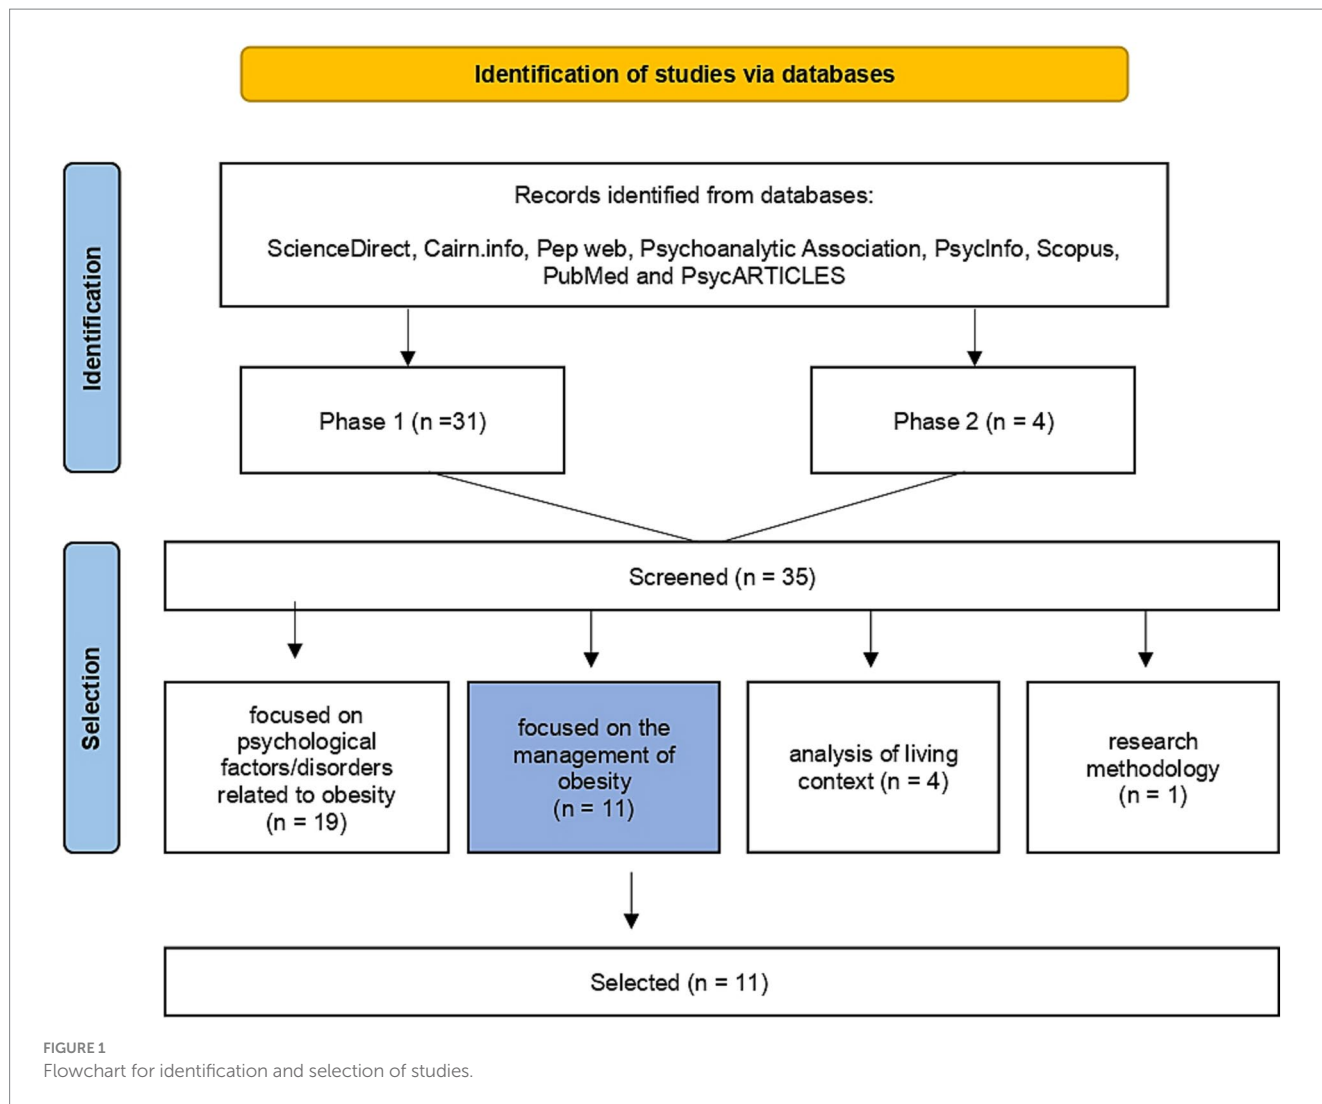 Identification of studies via databases
Identification
Records identified from databases:
ScienceDirect, Cairn.info, Pep web, Psychoanalytic Association, PsycInfo, Scopus,
PubMed and PsycARTICLES
Phase 1 (n =31)
Phase 2 (n = 4)
Selection
Screened (n = 35)
focused on
psychological
factors/disorders
related to obesity
(n = 19)
focused on the
management of
obesity
(n = 11)
analysis of living
context (n = 4)
research
methodology
(n = 1)
Selected (n = 11)
FIGURE 1
Flowchart for identification and selection of studies.